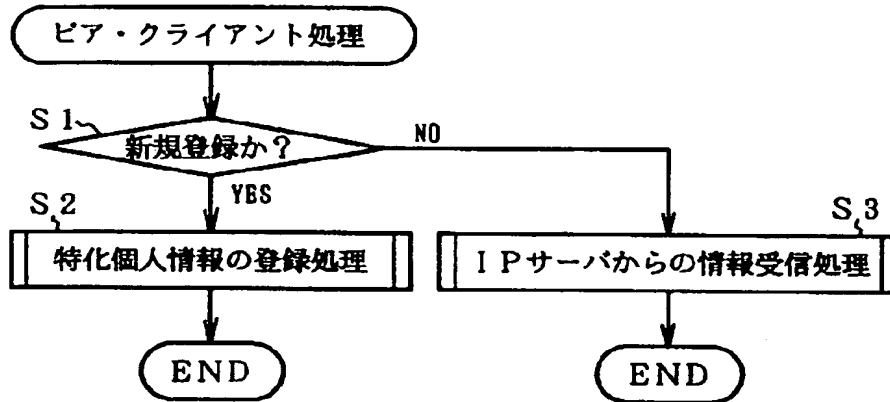 ピア・クライアント処理
S1
新規登録か?
NO
YES
S2
特化個人情報の登録処理
S3
IPサーバからの情報受信処理
END
END